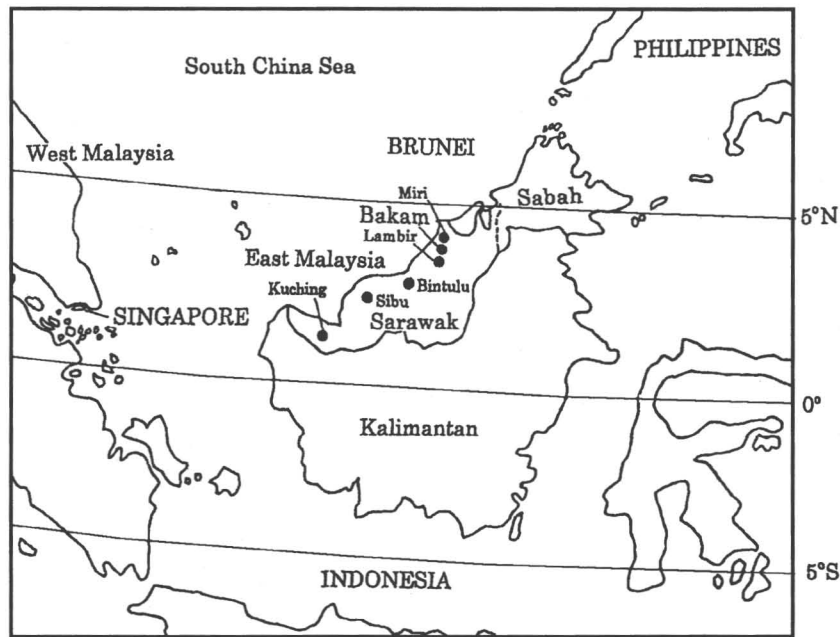 PHILIPPINES
South China Sea
West Malaysia
BRUNEI
Miri
Sabah
5°N
Bakam
Lambir
East Malaysia
Kuching
Bintulu
Sibu
SINGAPORE
Sarawak
0°
Kalimantan
5°S
INDONESIA